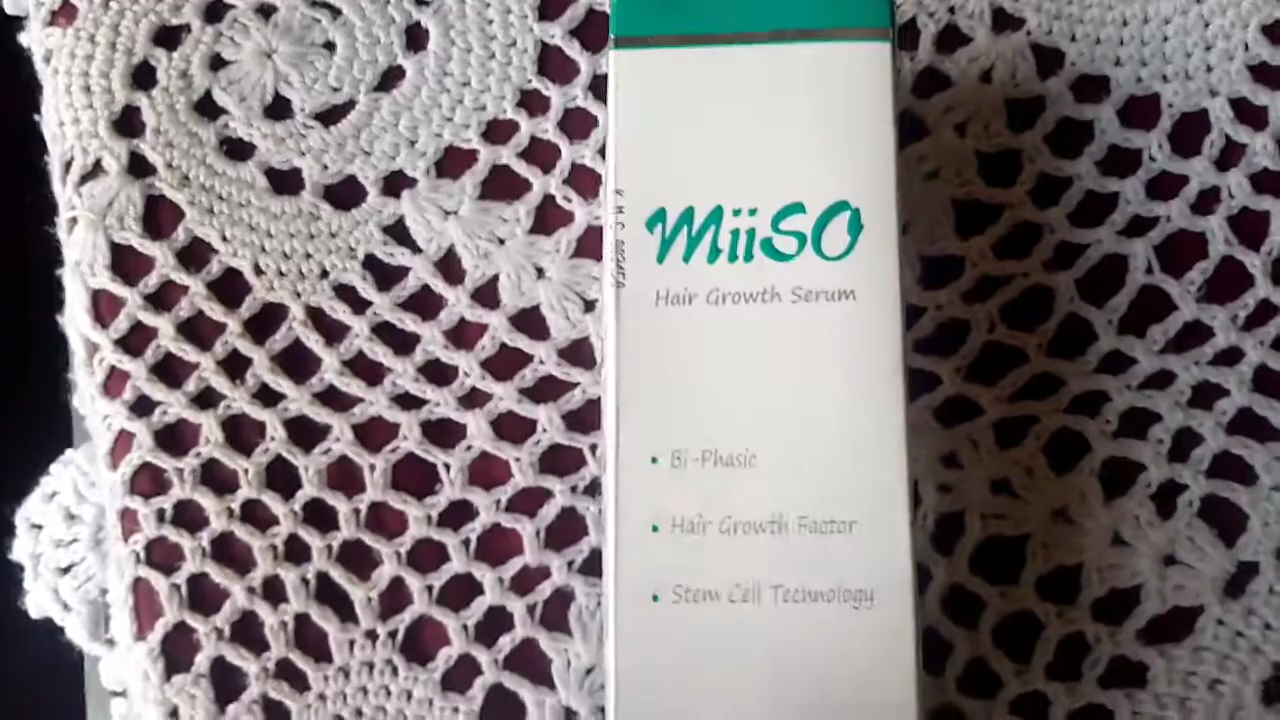 MiiSO
Hair Growth Serum
• Bi-Phasic
• Hair Growth Factor
• Stem Cell Technology